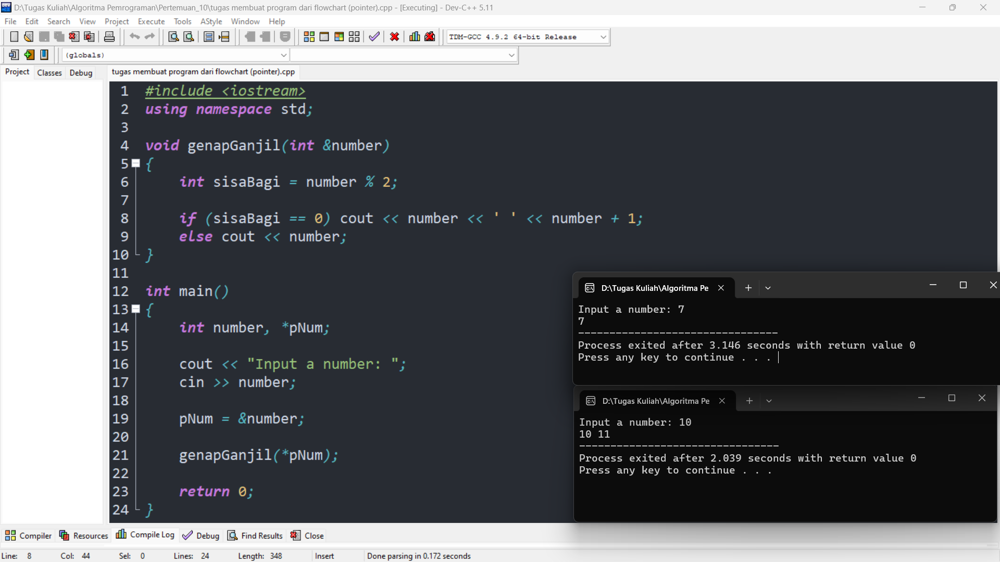 D:\Tugas Kuliah\Algoritma Pemrograman\Pertemuan_10\tugas membuat program dari flowchart (pointer).cpp - [Executing] - Dev-C++ 5.11
File Edit Search View Project Execute Tools AStyle Window Help
TDM-GCC 4.9.2 64-bit Release
(globals)
Project Classes Debug
tugas membuat program dari flowchart (pointer).cpp
1 #include <iostream>
2 using namespace std;
3
4 void genapGanjil(int &number)
5 {
6 int sisaBagi = number % 2;
7
8 if (sisaBagi == 0) cout << number << ' ' << number + 1;
9 else cout << number;
10 }
11
12 int main()
13 {
14 int number, *pNum;
15
16 cout << "Input a number: ";
17 cin >> number;
18
19 pNum = &number;
20
21 genapGanjil(*pNum);
22
23 return 0;
24 }
D:\Tugas Kuliah\Algoritma Pe
Input a number: 7
7
--------------------------------
Process exited after 3.146 seconds with return value 0
Press any key to continue . . .
D:\Tugas Kuliah\Algoritma Pe
Input a number: 10
10 11
--------------------------------
Process exited after 2.039 seconds with return value 0
Press any key to continue . . .
Compiler Resources Compile Log Debug Find Results Close
Line: 8 Col: 44 Sel: 0 Lines: 24 Length: 348 Insert Done parsing in 0.172 seconds